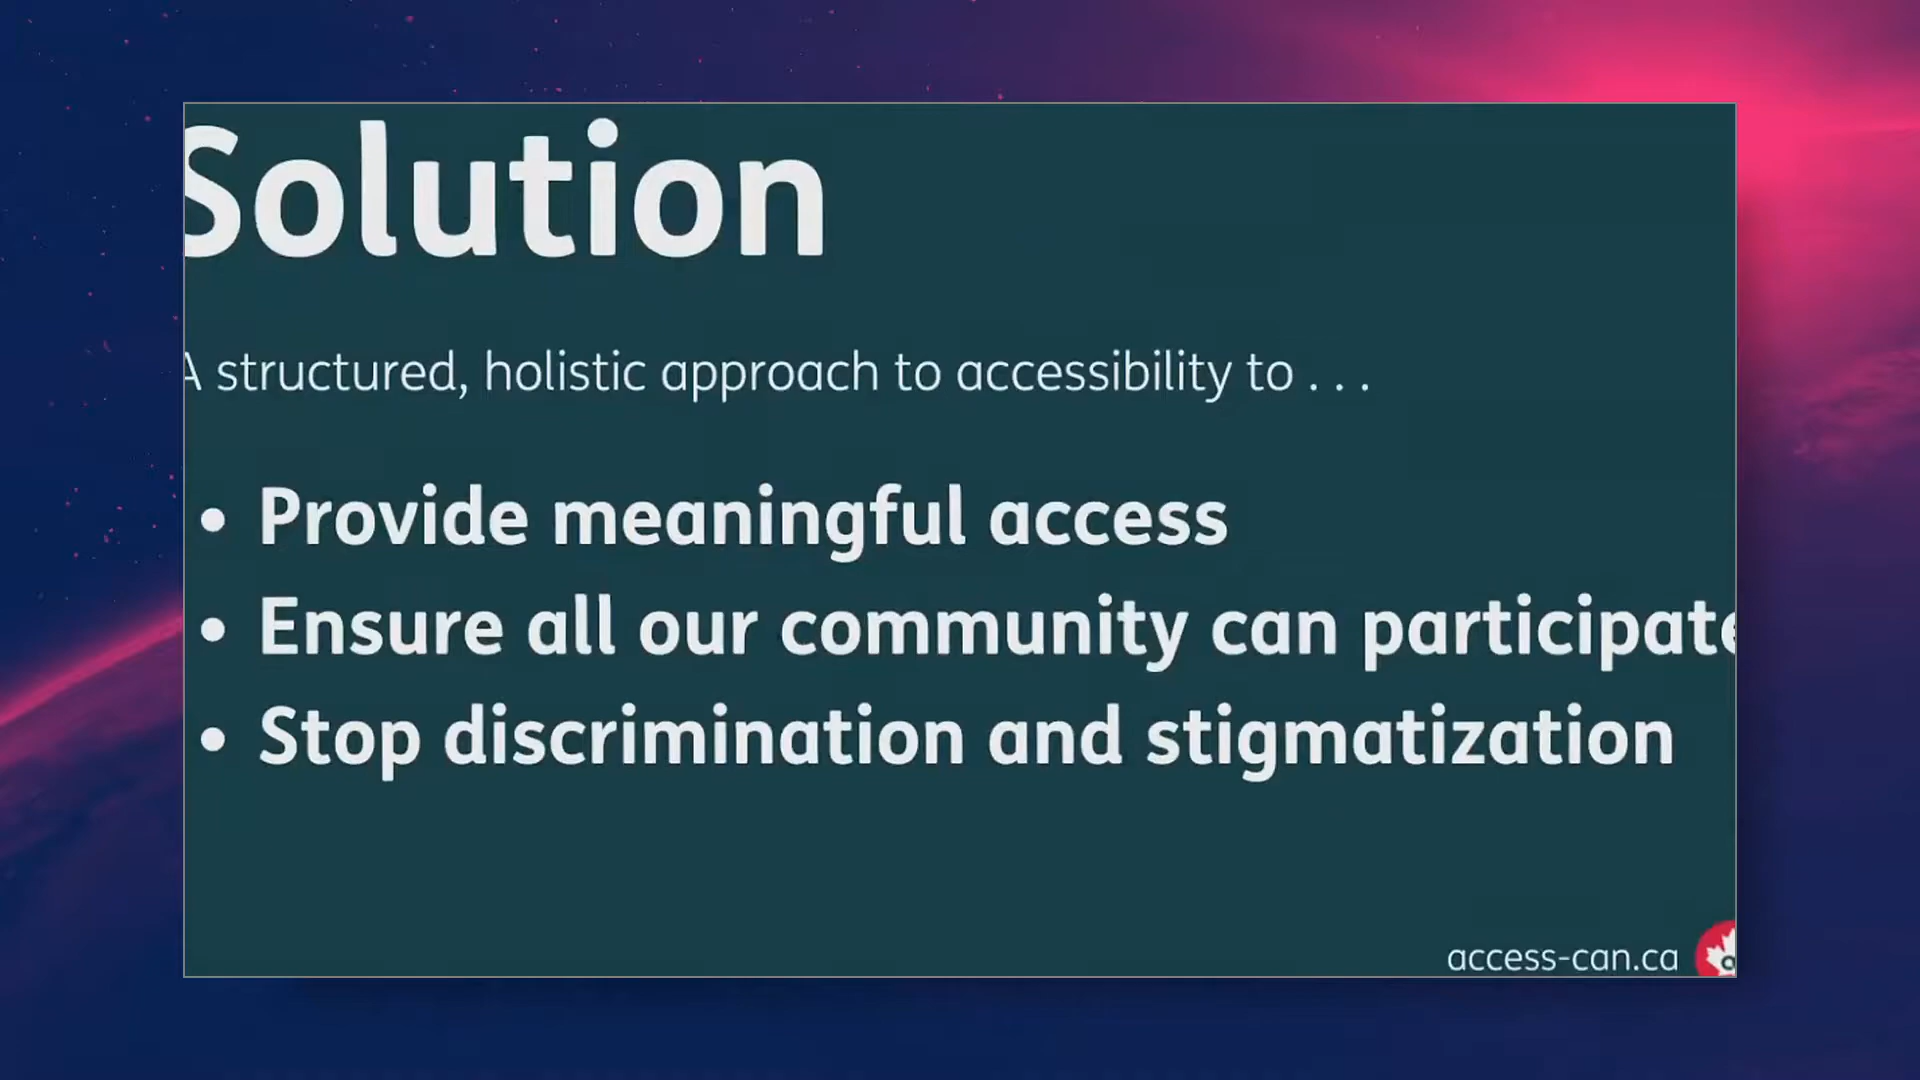 Solution
A structured, holistic approach to accessibility to . . .
• Provide meaningful access
• Ensure all our community can participate
• Stop discrimination and stigmatization
access-can.ca